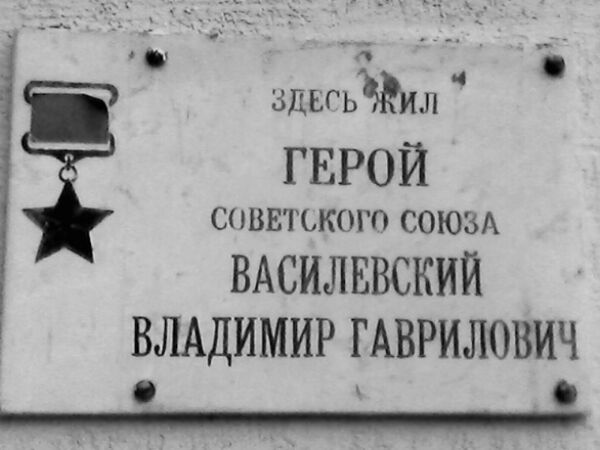 ЗДЕСЬ ЖИЛ
ГЕРОЙ
СОВЕТСКОГО СОЮЗА
ВАСИЛЕВСКИЙ
ВЛАДИМИР ГАВРИЛОВИЧ